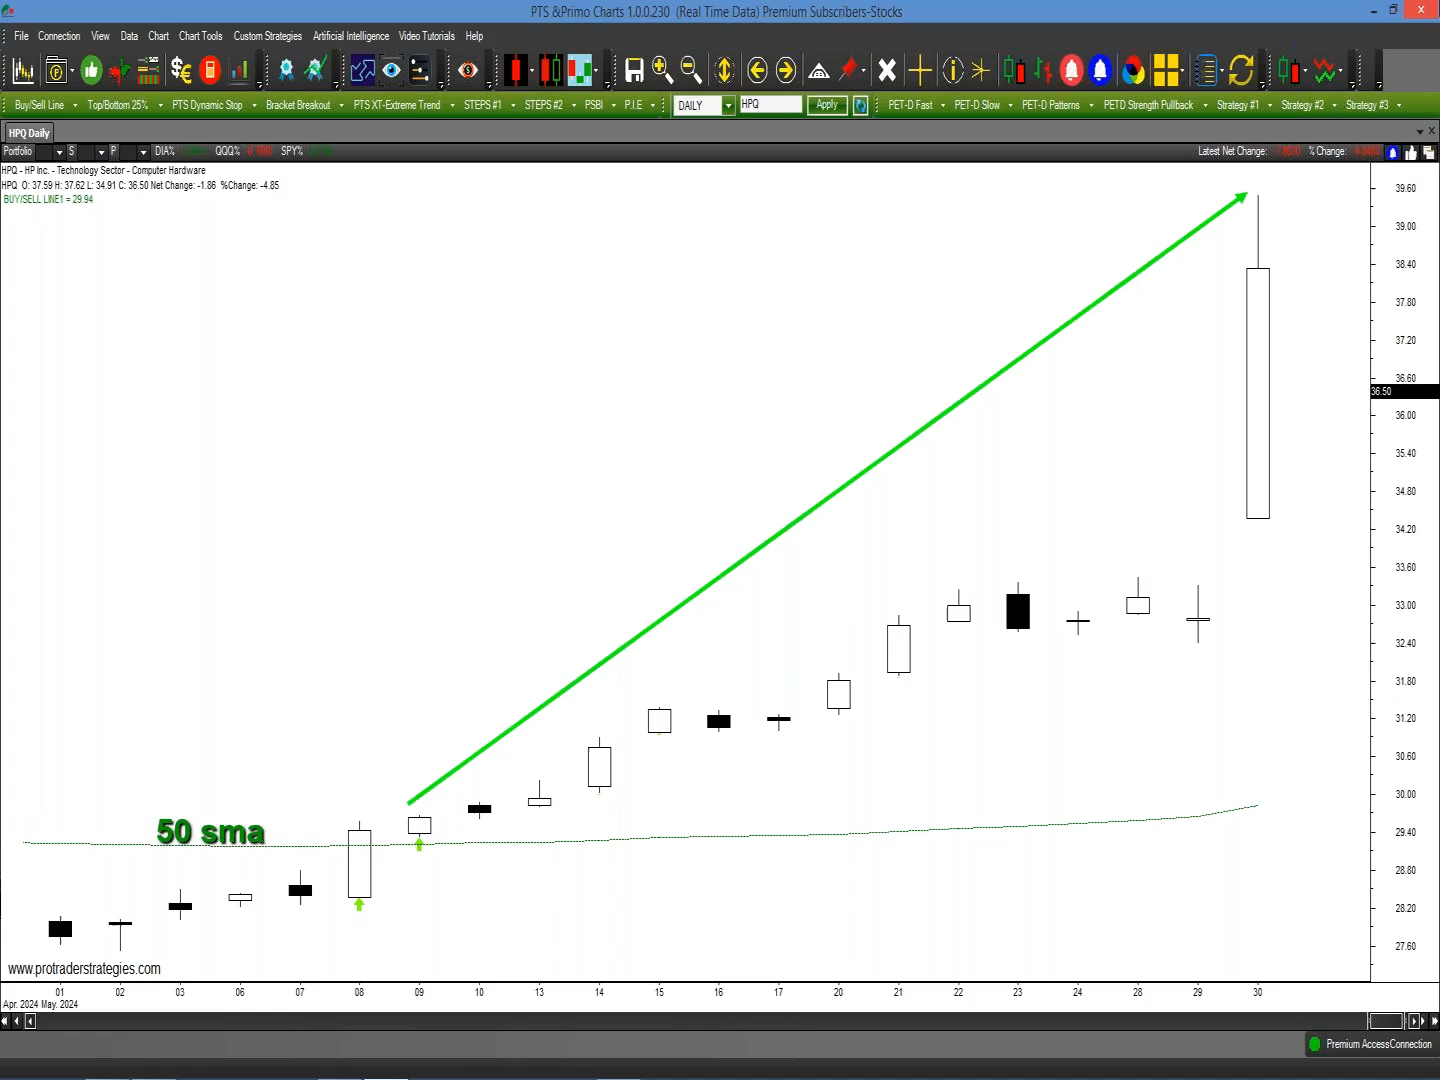 PTS &Primo Charts 1.0.0.230 (Real Time Data) Premium Subscribers-Stocks
File Connection View Data Chart Chart Tools Custom Strategies Artificial Intelligence Video Tutorials Help
Buy/Sell Line Top/Bottom 25% PTS Dynamic Stop Bracket Breakout PTS XT-Extreme Trend STEPS #1 STEPS #2 PSBI P.I.E DAILY HPQ Apply PET-D Fast PET-D Slow PET-D Patterns PETD Strength Pullback Strategy #1 Strategy #2 Strategy #3
HPQ Daily
Portfolio S P DIA% QQQ% SPY% Latest Net Change: % Change:
HPQ - HP Inc. - Technology Sector - Computer Hardware
HPQ O: 37.59 H: 37.62 L: 34.91 C: 36.50 Net Change: -1.86 %Change: -4.85
BUY/SELL LINE1 = 29.94
39.60
39.00
38.40
37.80
37.20
36.60
36.50
36.00
35.40
34.80
34.20
33.60
33.00
32.40
31.80
31.20
30.60
30.00
29.40
28.80
28.20
27.60
50 sma
www.protraderstrategies.com
01 02 03 06 07 08 09 10 13 14 15 16 17 20 21 22 23 24 28 29 30
Apr. 2024 May. 2024
Premium AccessConnection